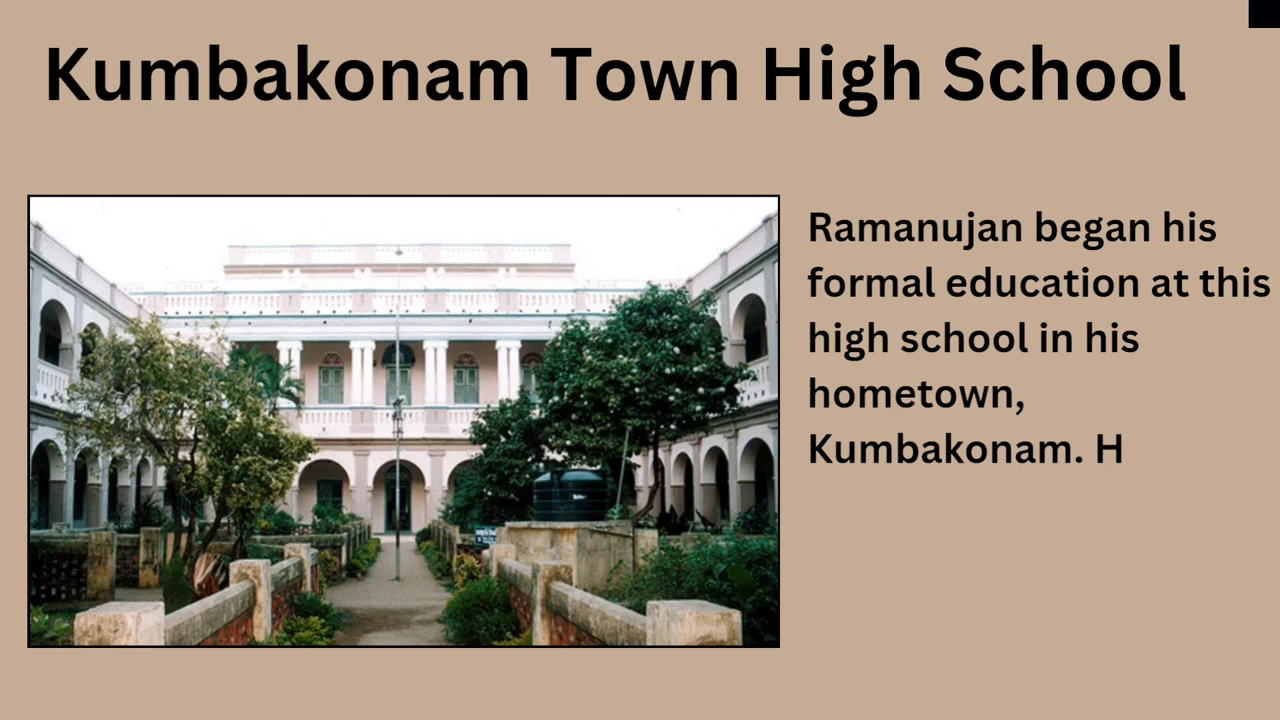 Kumbakonam Town High School
Ramanujan began his
formal education at this
high school in his
hometown,
Kumbakonam. H